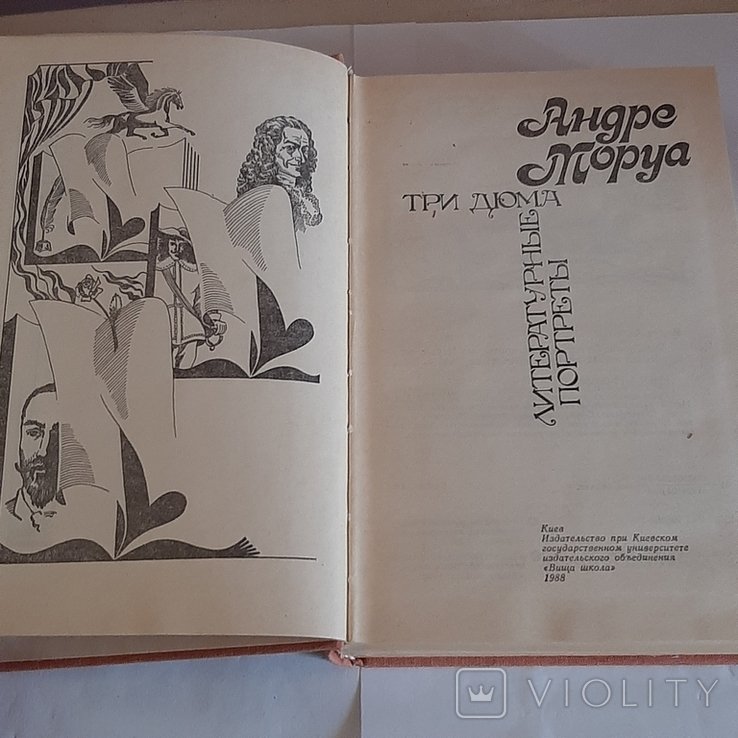 Андре
Моруа
ТРИ ДЮМА
ЛИТЕРАТУРНЫЕ
ПОРТРЕТЫ
Киев
Издательство при Киевском
государственном университете
издательского объединения
«Вища школа»
1988
VIOLITY